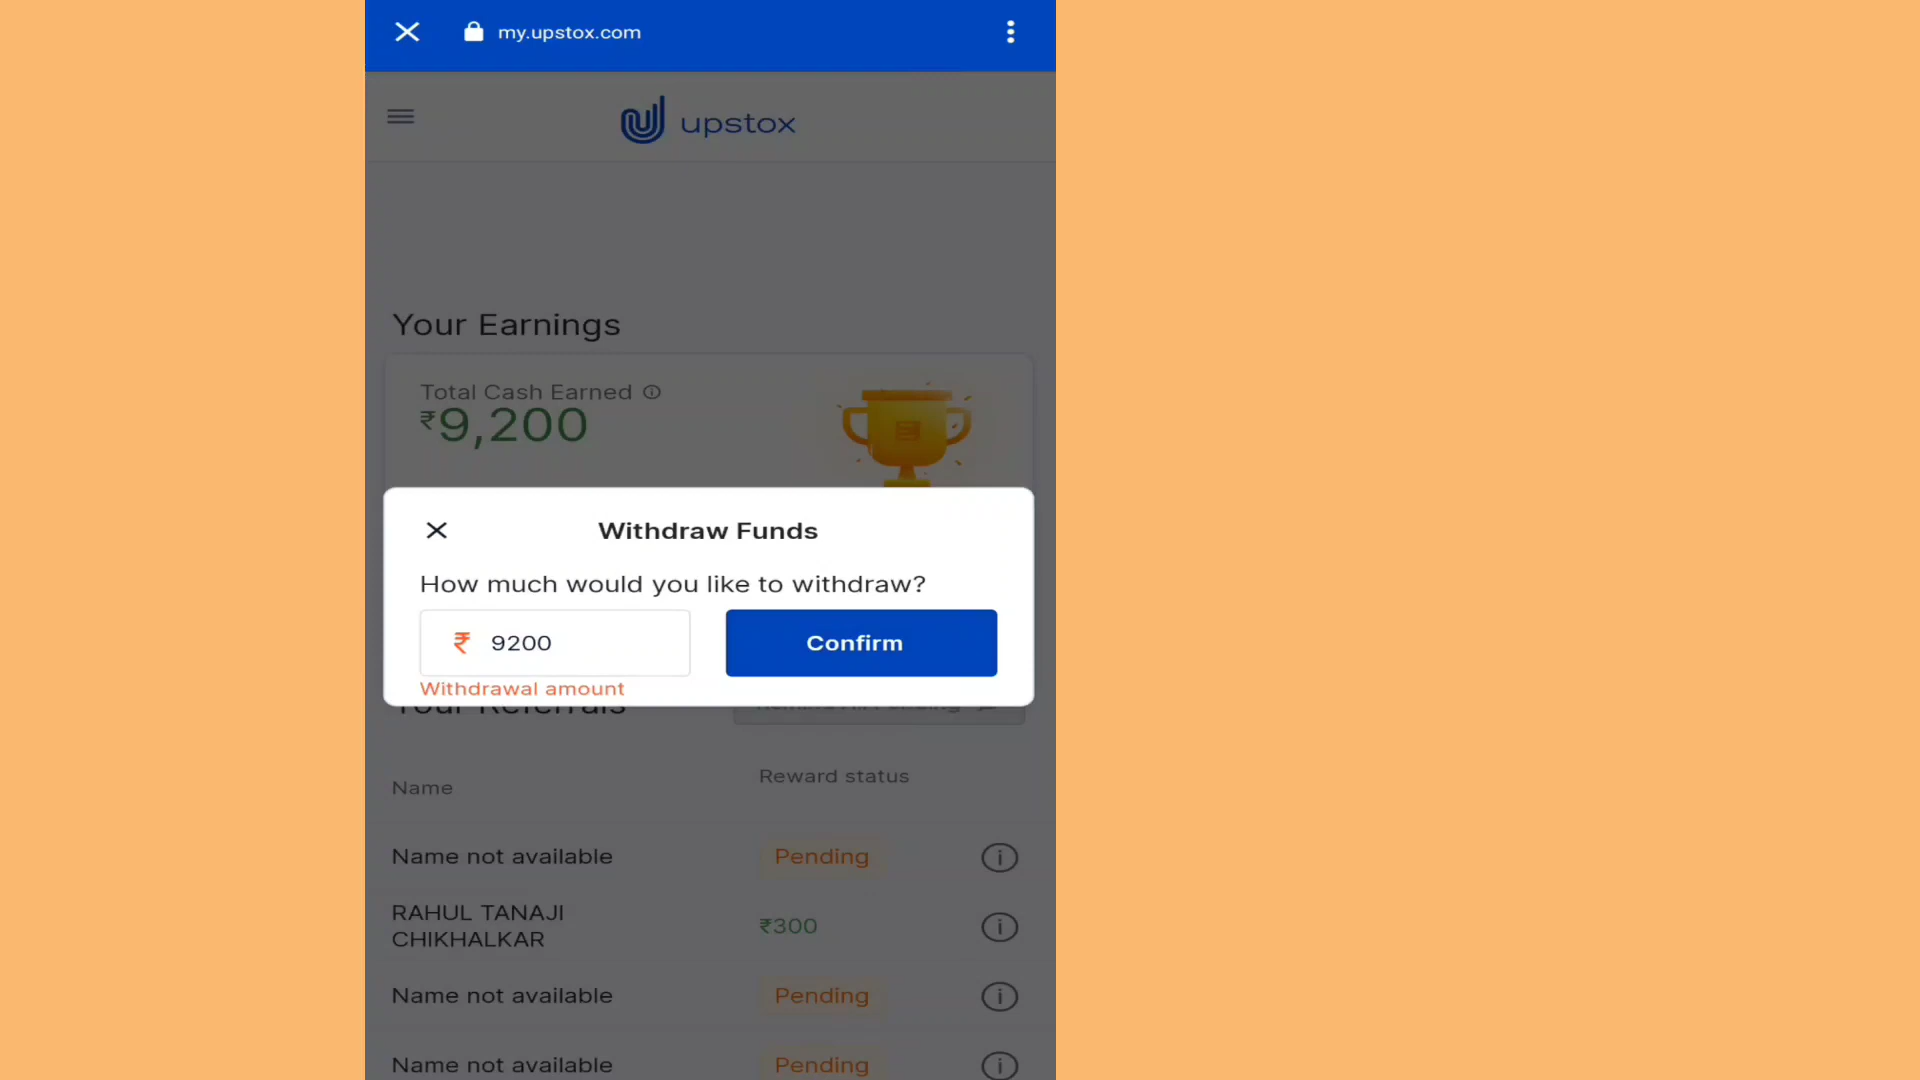 my.upstox.com
upstox
Your Earnings
Total Cash Earned
₹9,200
Withdraw Funds
How much would you like to withdraw?
₹ 9200
Confirm
Withdrawal amount
Your Referrals
Name
Reward status
Name not available
Pending
RAHUL TANAJI
CHIKHALKAR
₹300
Name not available
Pending
Name not available
Pending